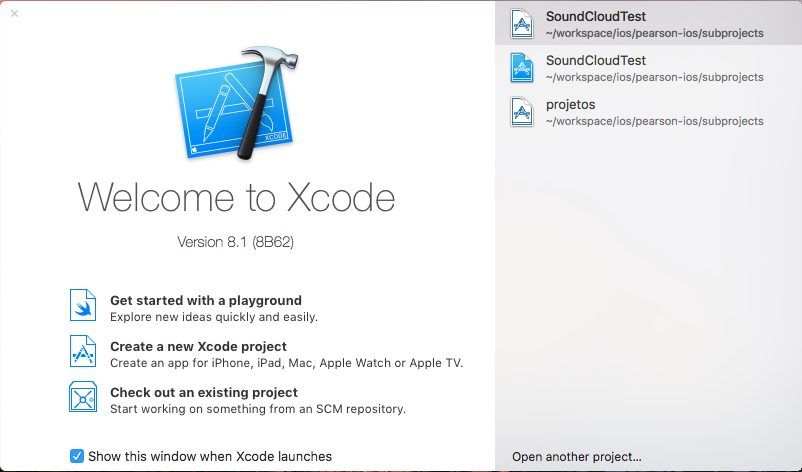 XCODE
Welcome to Xcode
Version 8.1 (8B62)
Get started with a playground
Explore new ideas quickly and easily.
Create a new Xcode project
Create an app for iPhone, iPad, Mac, Apple Watch or Apple TV.
Check out an existing project
Start working on something from an SCM repository.
Show this window when Xcode launches
SoundCloudTest
~/workspace/ios/pearson-ios/subprojects
SoundCloudTest
~/workspace/ios/pearson-ios/subprojects
projetos
~/workspace/ios/pearson-ios/subprojects
Open another project...